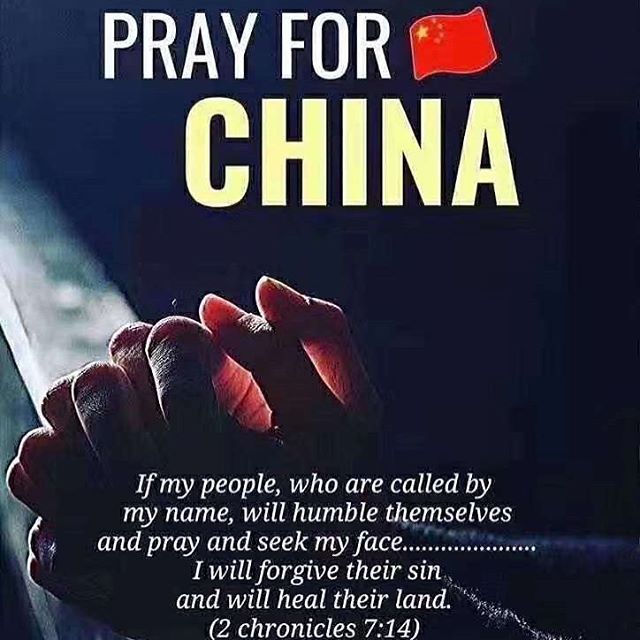 PRAY FOR
CHINA
If my people, who are called by
my name, will humble themselves
and pray and seek my face.....................
I will forgive their sin
and will heal their land.
(2 chronicles 7:14)